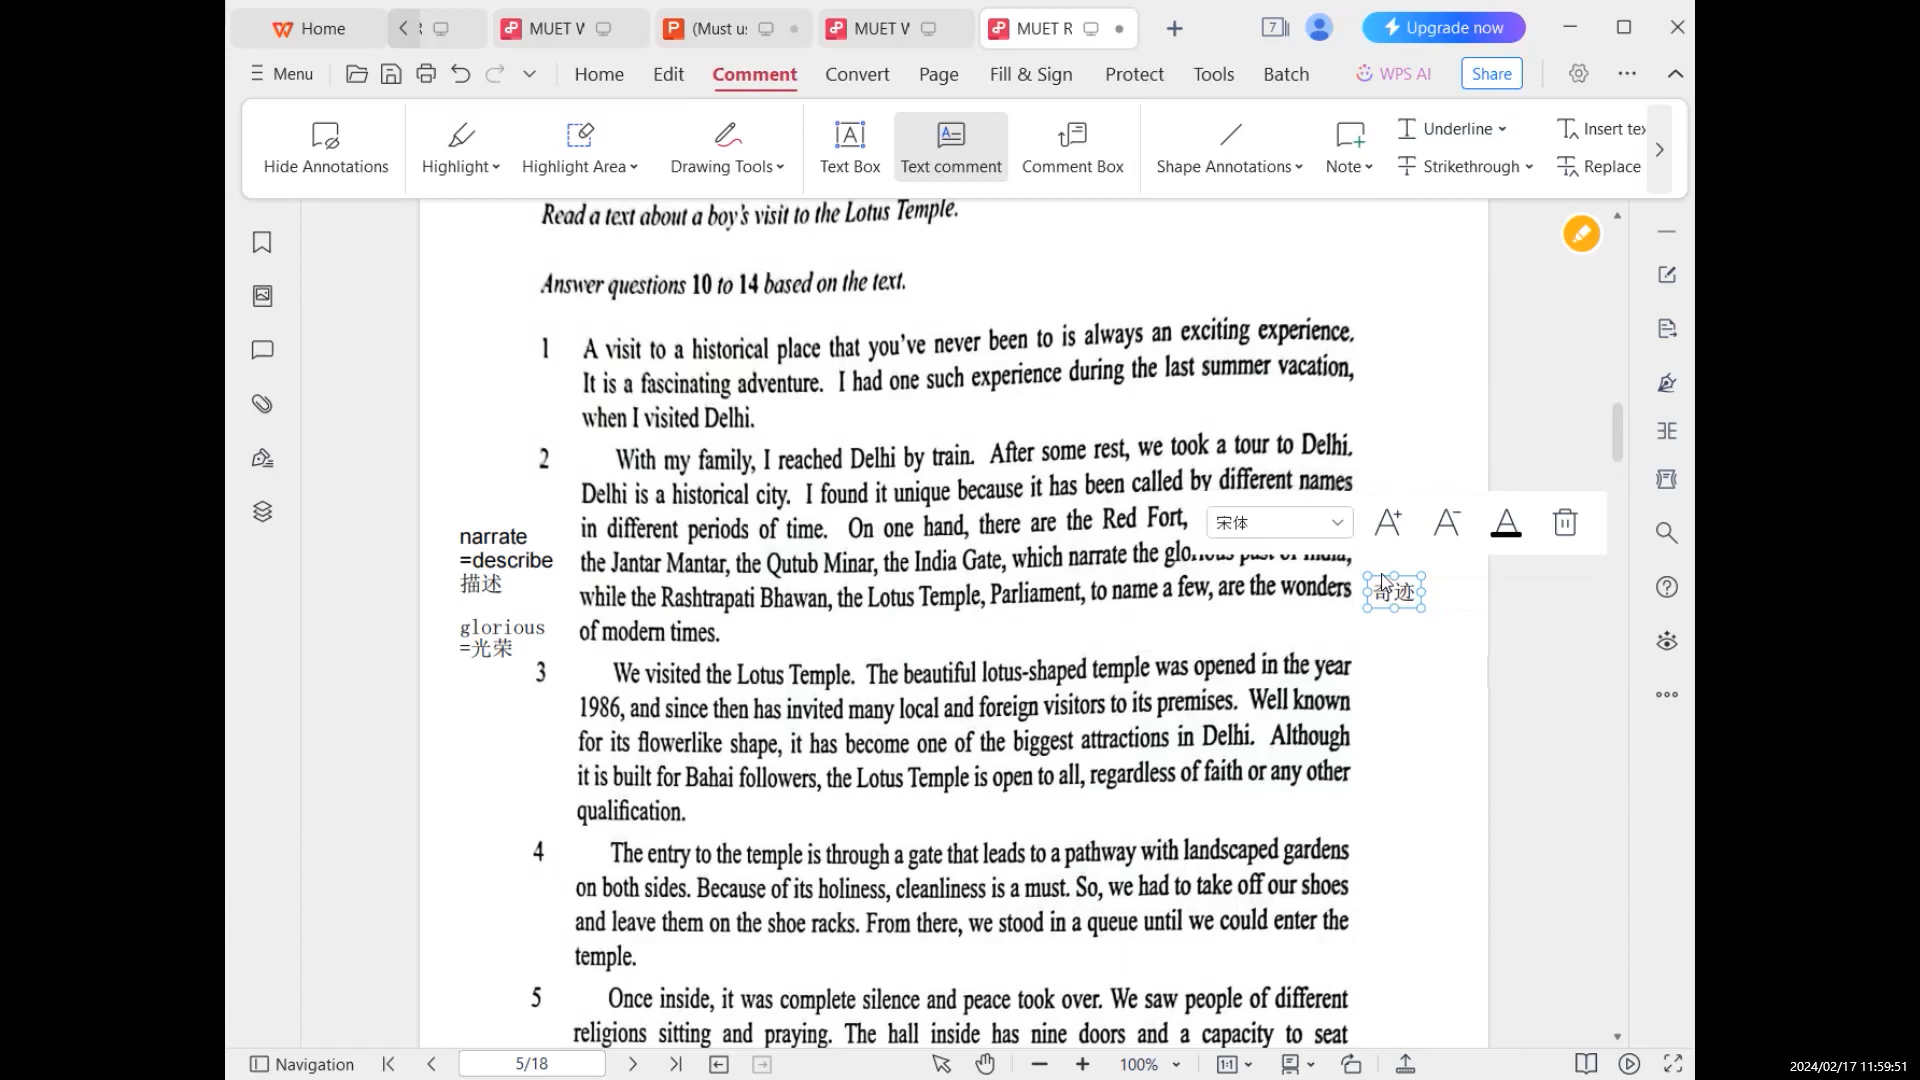 Home
MUET V
(Must u:
MUET V
MUET R
7
Upgrade now
Menu
Home
Edit
Comment
Convert
Page
Fill & Sign
Protect
Tools
Batch
WPS AI
Share
Hide Annotations
Highlight
Highlight Area
Drawing Tools
Text Box
Text comment
Comment Box
Shape Annotations
Note
Underline
Strikethrough
Insert tex
Replace
Read a text about a boy's visit to the Lotus Temple.
Answer questions 10 to 14 based on the text.
1 A visit to a historical place that you've never been to is always an exciting experience.
It is a fascinating adventure. I had one such experience during the last summer vacation,
when I visited Delhi.
2 With my family, I reached Delhi by train. After some rest, we took a tour to Delhi.
Delhi is a historical city. I found it unique because it has been called by different names
in different periods of time. On one hand, there are the Red Fort,
the Jantar Mantar, the Qutub Minar, the India Gate, which narrate the glorious past of India,
while the Rashtrapati Bhawan, the Lotus Temple, Parliament, to name a few, are the wonders
of modern times.
宋体
奇迹
narrate
=describe
描述
glorious
=光荣
3 We visited the Lotus Temple. The beautiful lotus-shaped temple was opened in the year
1986, and since then has invited many local and foreign visitors to its premises. Well known
for its flowerlike shape, it has become one of the biggest attractions in Delhi. Although
it is built for Bahai followers, the Lotus Temple is open to all, regardless of faith or any other
qualification.
4 The entry to the temple is through a gate that leads to a pathway with landscaped gardens
on both sides. Because of its holiness, cleanliness is a must. So, we had to take off our shoes
and leave them on the shoe racks. From there, we stood in a queue until we could enter the
temple.
5 Once inside, it was complete silence and peace took over. We saw people of different
religions sitting and praying. The hall inside has nine doors and a capacity to seat
Navigation
5/18
100%
2024/02/17 11:59:51